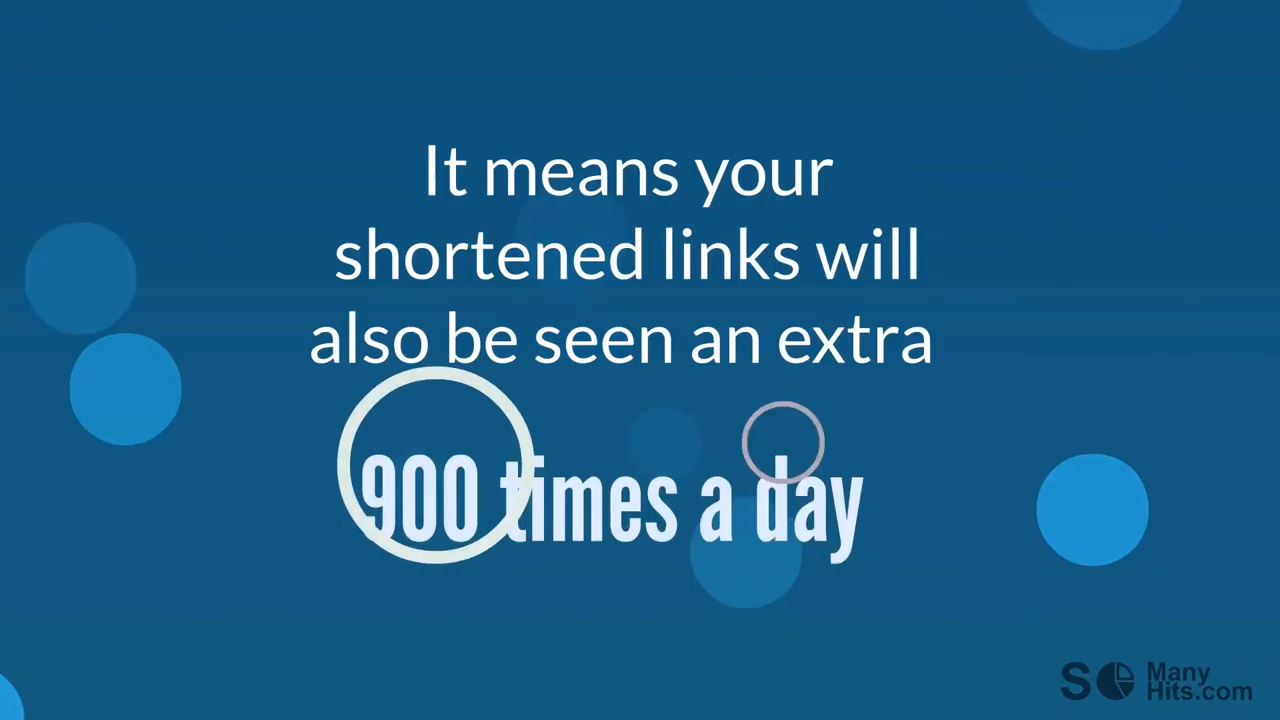 It means your
shortened links will
also be seen an extra
900 times a day
SO Many
Hits.com